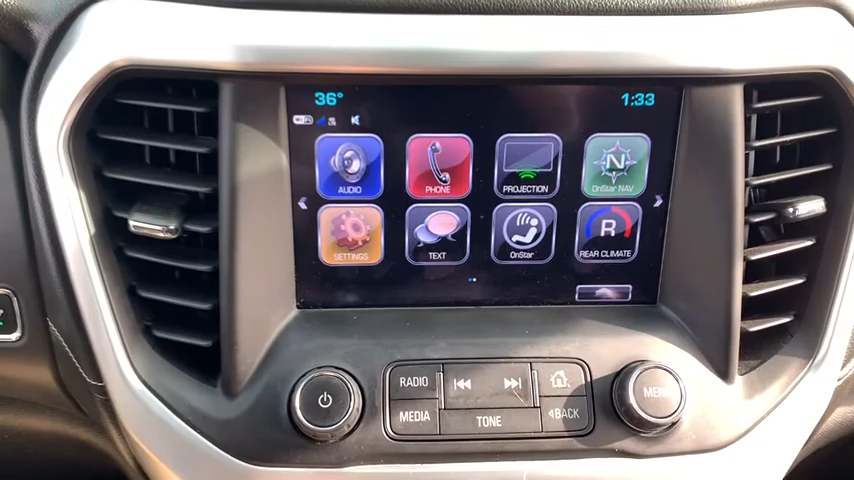 36° 1:33
AUDIO PHONE PROJECTION OnStar NAV
N
SETTINGS TEXT OnStar REAR CLIMATE
R
RADIO
MEDIA TONE BACK
MENU